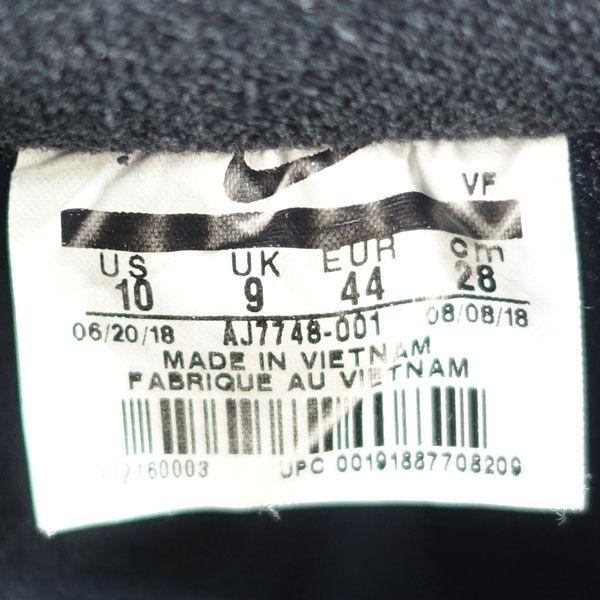 VF
US UK EUR cm
10 9 44 28
06/20/18 AJ7748-001 08/08/18
MADE IN VIETNAM
FABRIQUE AU VIETNAM
UPC 00191887708209